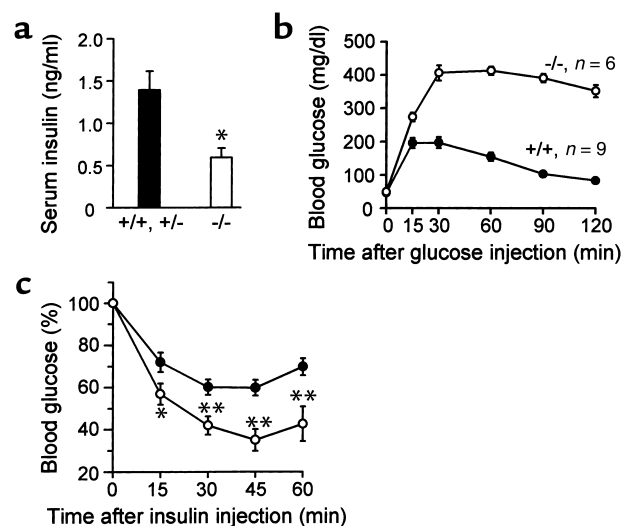 a
Serum insulin (ng/ml)
2.0
1.5
1.0
0.5
0
*
+/+, +/-
-/-
b
Blood glucose (mg/dl)
500
400
300
200
100
0
-/-, n = 6
+/+, n = 9
0 15 30 60 90 120
Time after glucose injection (min)
c
Blood glucose (%)
100
80
60
40
20
* ** ** **
0 15 30 45 60
Time after insulin injection (min)